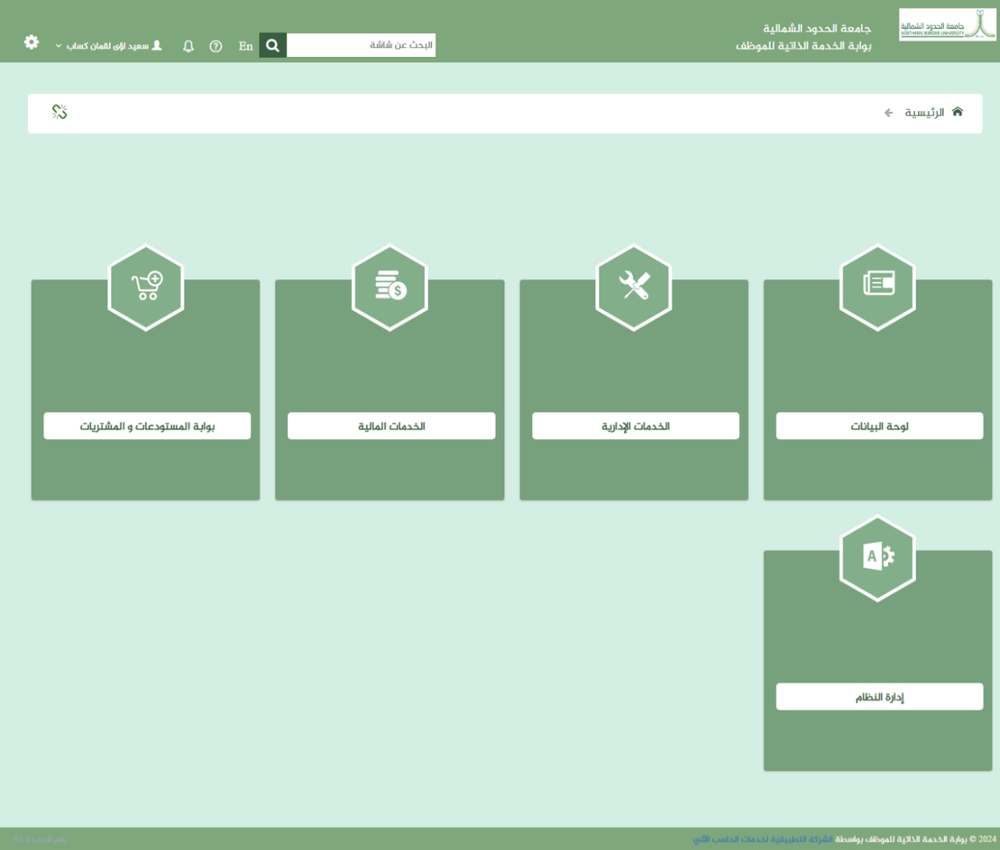 جامعة الحدود الشمالية
NORTHERN BORDER UNIVERSITY
جامعة الحدود الشمالية
بوابة الخدمة الذاتية للموظف
البحث عن شاشة
En
سعيد لؤى لقمان كساب
الرئيسية
لوحة البيانات
الخدمات الإدارية
الخدمات المالية
بوابة المستودعات و المشتريات
إدارة النظام
2024 © بوابة الخدمة الذاتية للموظف بواسطة الشركة التطبيقية لخدمات الحاسب الآلي
رقم النسخة 62